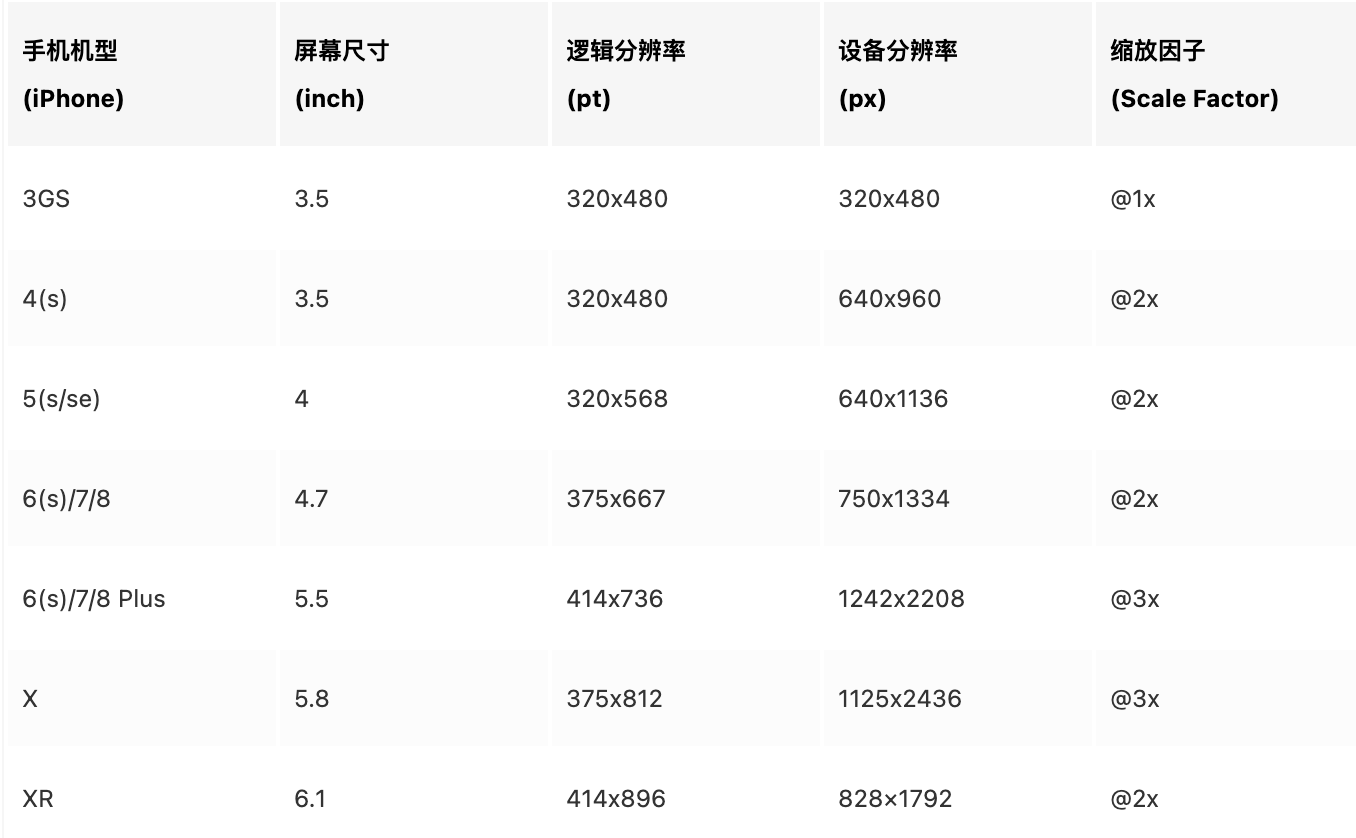 手机机型 屏幕尺寸 逻辑分辨率 设备分辨率 缩放因子
(iPhone) (inch) (pt) (px) (Scale Factor)
3GS 3.5 320x480 320x480 @1x
4(s) 3.5 320x480 640x960 @2x
5(s/se) 4 320x568 640x1136 @2x
6(s)/7/8 4.7 375x667 750x1334 @2x
6(s)/7/8 Plus 5.5 414x736 1242x2208 @3x
X 5.8 375x812 1125x2436 @3x
XR 6.1 414x896 828×1792 @2x